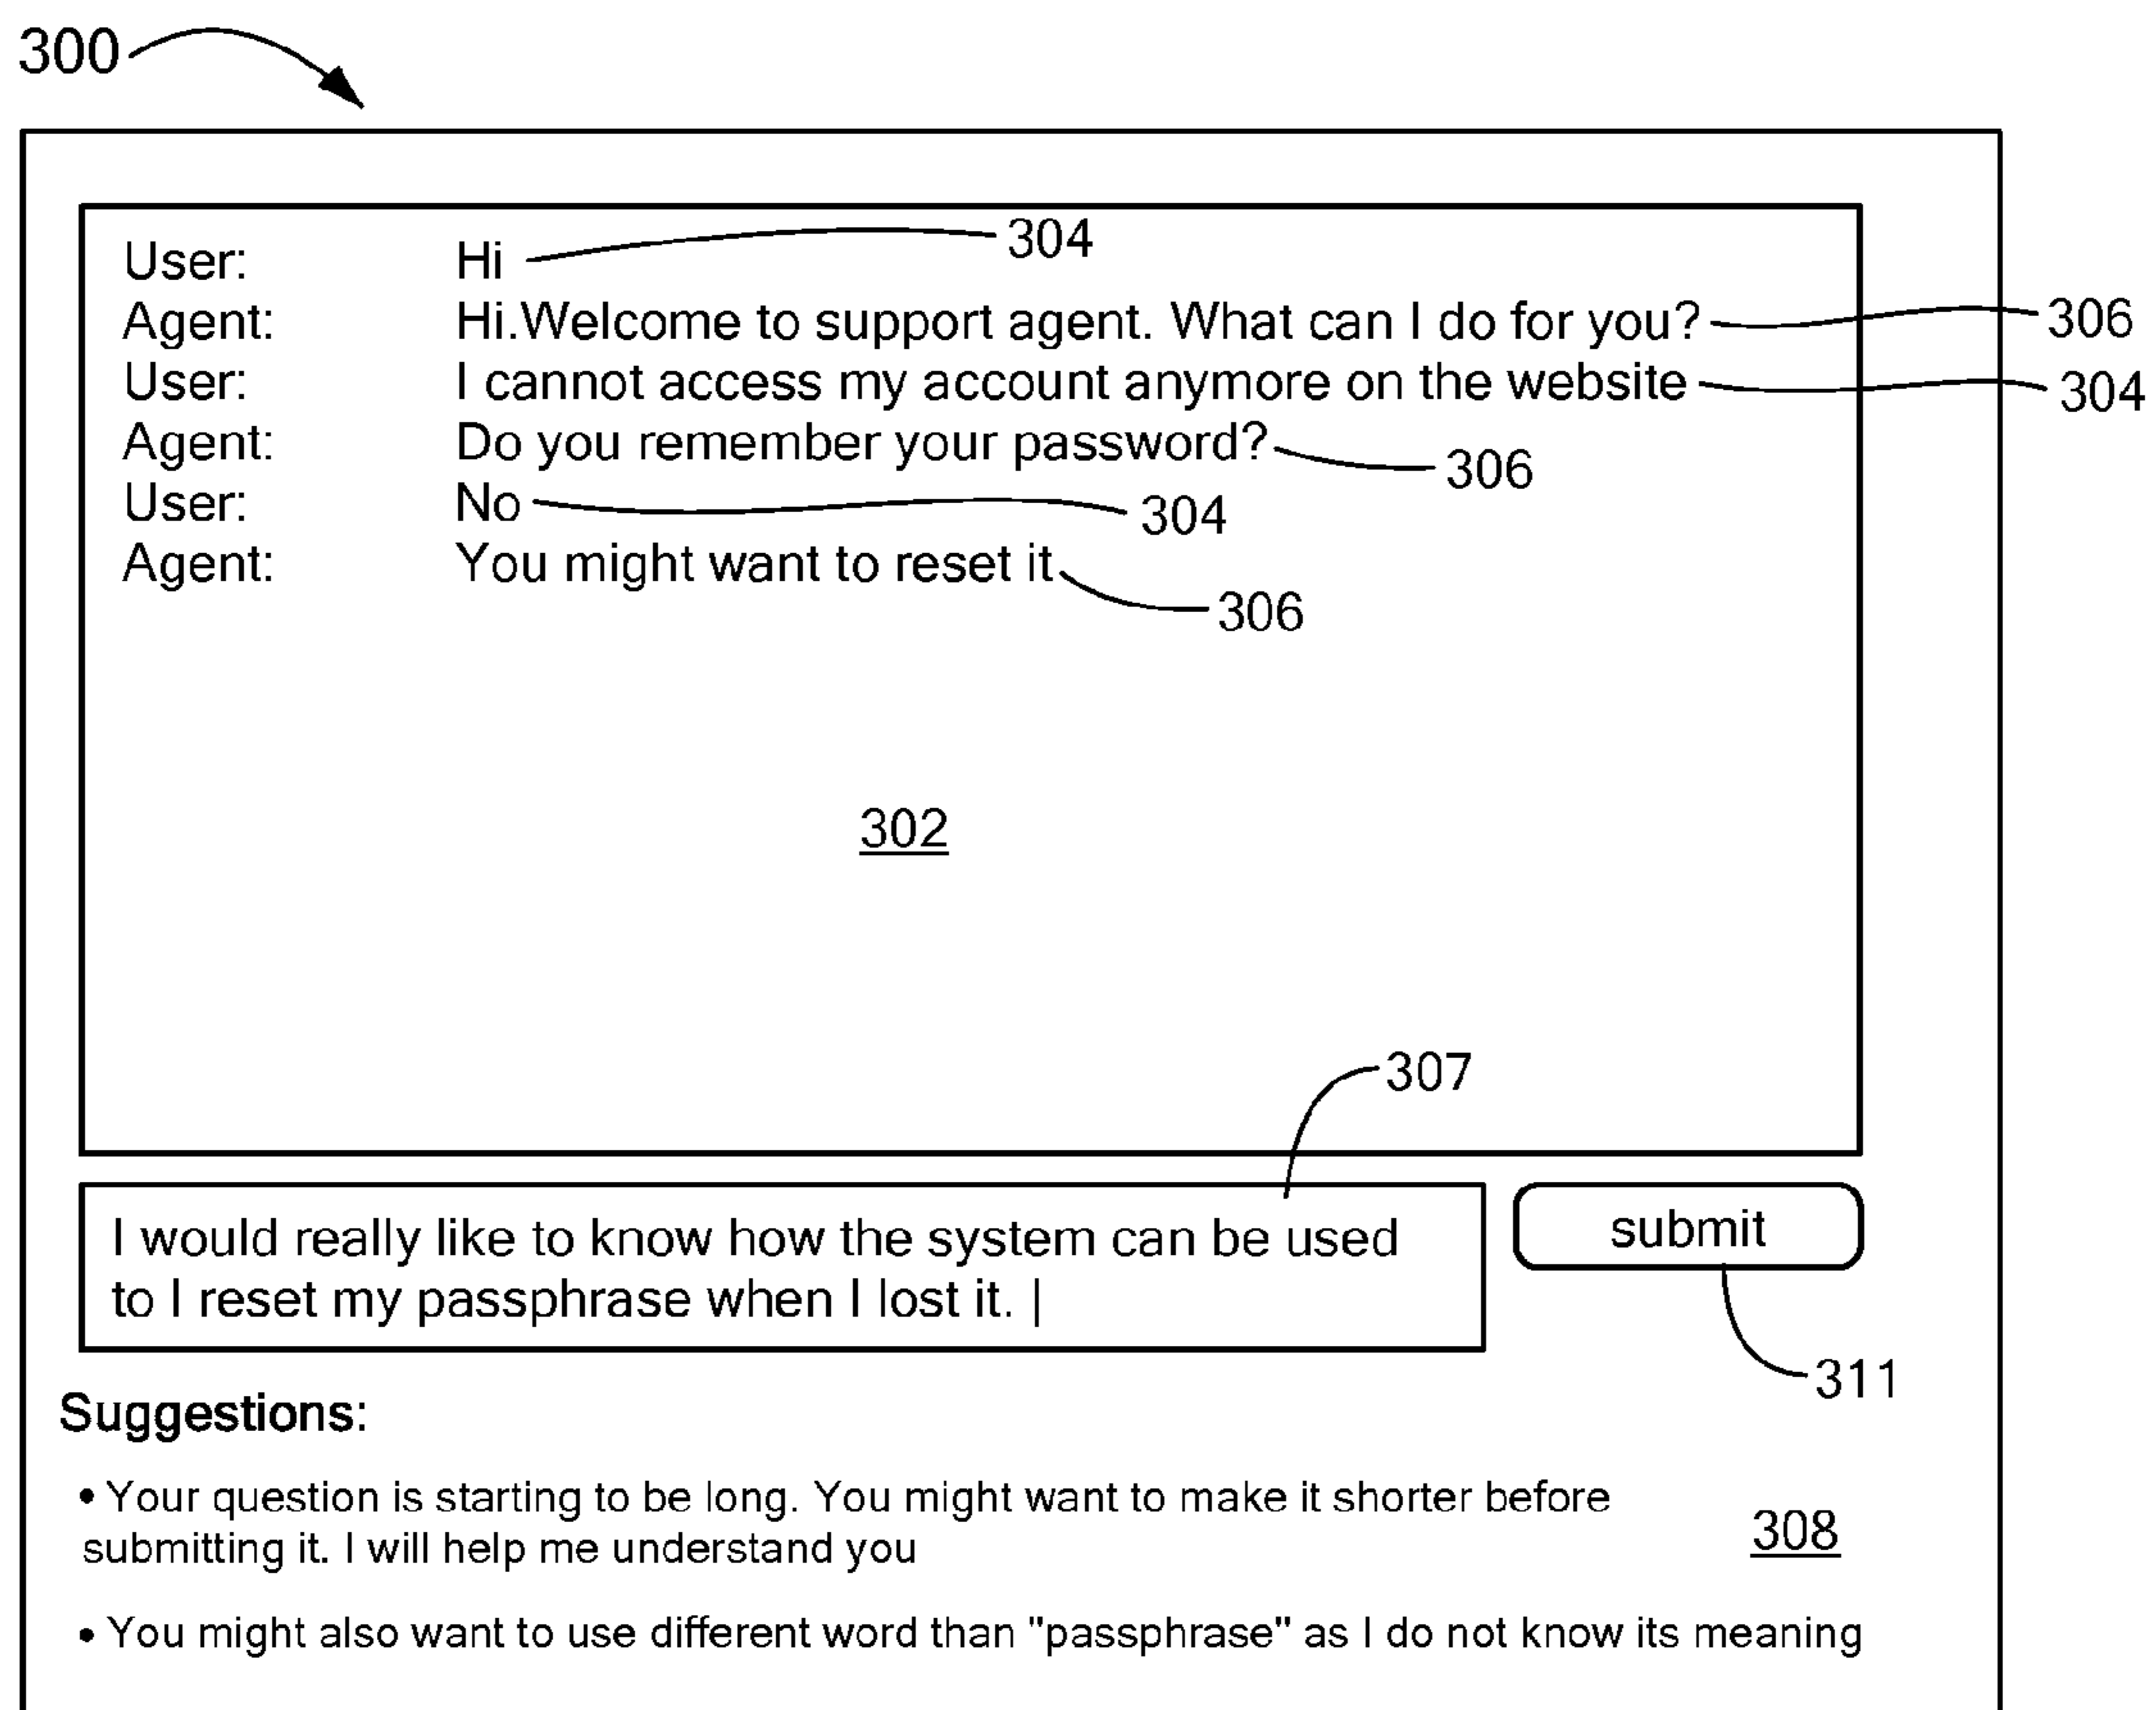 300
User: Hi 304
Agent: Hi.Welcome to support agent. What can I do for you? 306
User: I cannot access my account anymore on the website 304
Agent: Do you remember your password? 306
User: No 304
Agent: You might want to reset it 306
302
307
I would really like to know how the system can be used
to I reset my passphrase when I lost it. |
submit
311
Suggestions:
• Your question is starting to be long. You might want to make it shorter before
submitting it. I will help me understand you
308
• You might also want to use different word than "passphrase" as I do not know its meaning